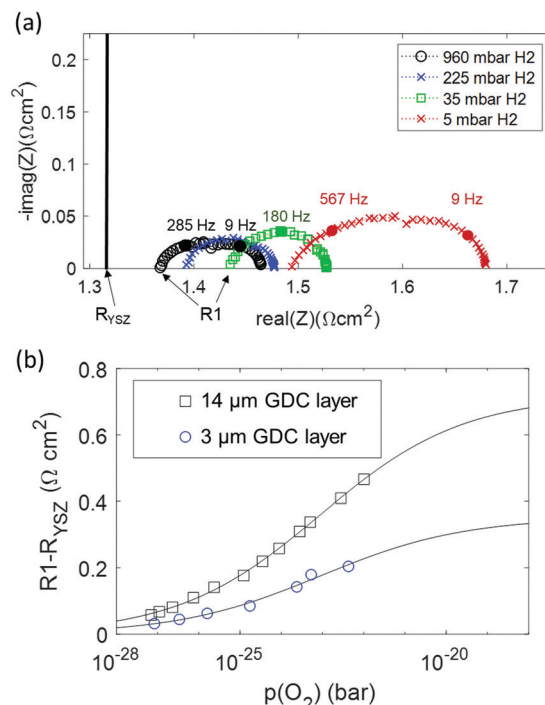 (a)
-imag(Z)(Ωcm²)
0.2
0.15
0.1
0.05
0
960 mbar H2
225 mbar H2
35 mbar H2
5 mbar H2
285 Hz 9 Hz 180 Hz 567 Hz 9 Hz
1.3 1.4 1.5 1.6 1.7
R_YSZ R1 real(Z)(Ωcm²)
(b)
R1-R_YSZ (Ω cm²)
0.8
0.6
0.4
0.2
0
14 µm GDC layer
3 µm GDC layer
10⁻²⁸ 10⁻²⁵ 10⁻²⁰
p(O₂) (bar)